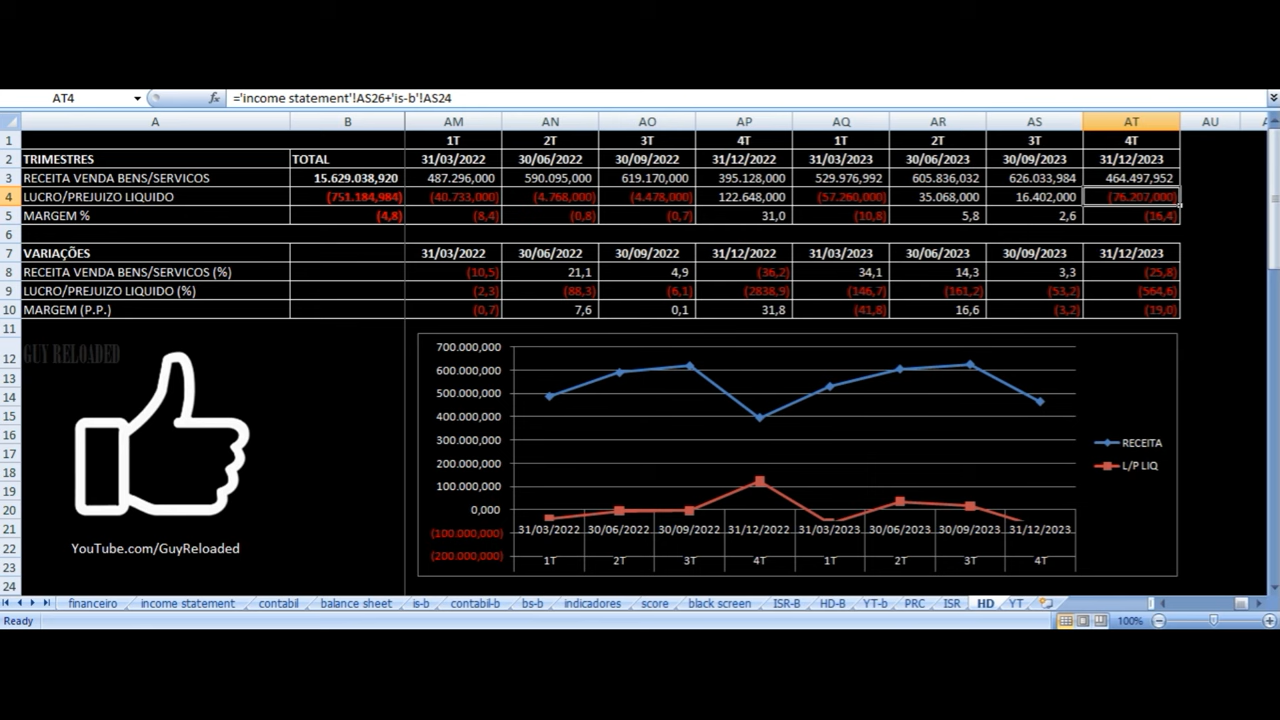 AT4 fx ='income statement'!AS26+'is-b'!AS24
A B AM AN AO AP AQ AR AS AT AU
1 1T 2T 3T 4T 1T 2T 3T 4T
2 TRIMESTRES TOTAL 31/03/2022 30/06/2022 30/09/2022 31/12/2022 31/03/2023 30/06/2023 30/09/2023 31/12/2023
3 RECEITA VENDA BENS/SERVICOS 15.629.038,920 487.296,000 590.095,000 619.170,000 395.128,000 529.976,992 605.836,032 626.033,984 464.497,952
4 LUCRO/PREJUIZO LIQUIDO (751.184,984) (40.733,000) (4.768,000) (4.478,000) 122.648,000 (57.260,000) 35.068,000 16.402,000 (76.207,000)
5 MARGEM % (4,8) (8,4) (0,8) (0,7) 31,0 (10,8) 5,8 2,6 (16,4)
6
7 VARIAÇÕES 31/03/2022 30/06/2022 30/09/2022 31/12/2022 31/03/2023 30/06/2023 30/09/2023 31/12/2023
8 RECEITA VENDA BENS/SERVICOS (%) (10,5) 21,1 4,9 (36,2) 34,1 14,3 3,3 (25,8)
9 LUCRO/PREJUIZO LIQUIDO (%) (2,3) (88,3) (6,1) (2838,9) (146,7) (161,2) (53,2) (564,6)
10 MARGEM (P.P.) (0,7) 7,6 0,1 31,8 (41,8) 16,6 (3,2) (19,0)
11
12 GUY RELOADED
13
14
15
16
17
18
19
20
21
22
23
24
YouTube.com/GuyReloaded
700.000,000
600.000,000
500.000,000
400.000,000
300.000,000
200.000,000
100.000,000
0,000
(100.000,000)
(200.000,000)
31/03/2022 30/06/2022 30/09/2022 31/12/2022 31/03/2023 30/06/2023 30/09/2023 31/12/2023
1T 2T 3T 4T 1T 2T 3T 4T
RECEITA
L/P LIQ
financeiro income statement contabil balance sheet is-b contabil-b bs-b indicadores score black screen ISR-B HD-B YT-b PRC ISR HD YT
Ready 100%